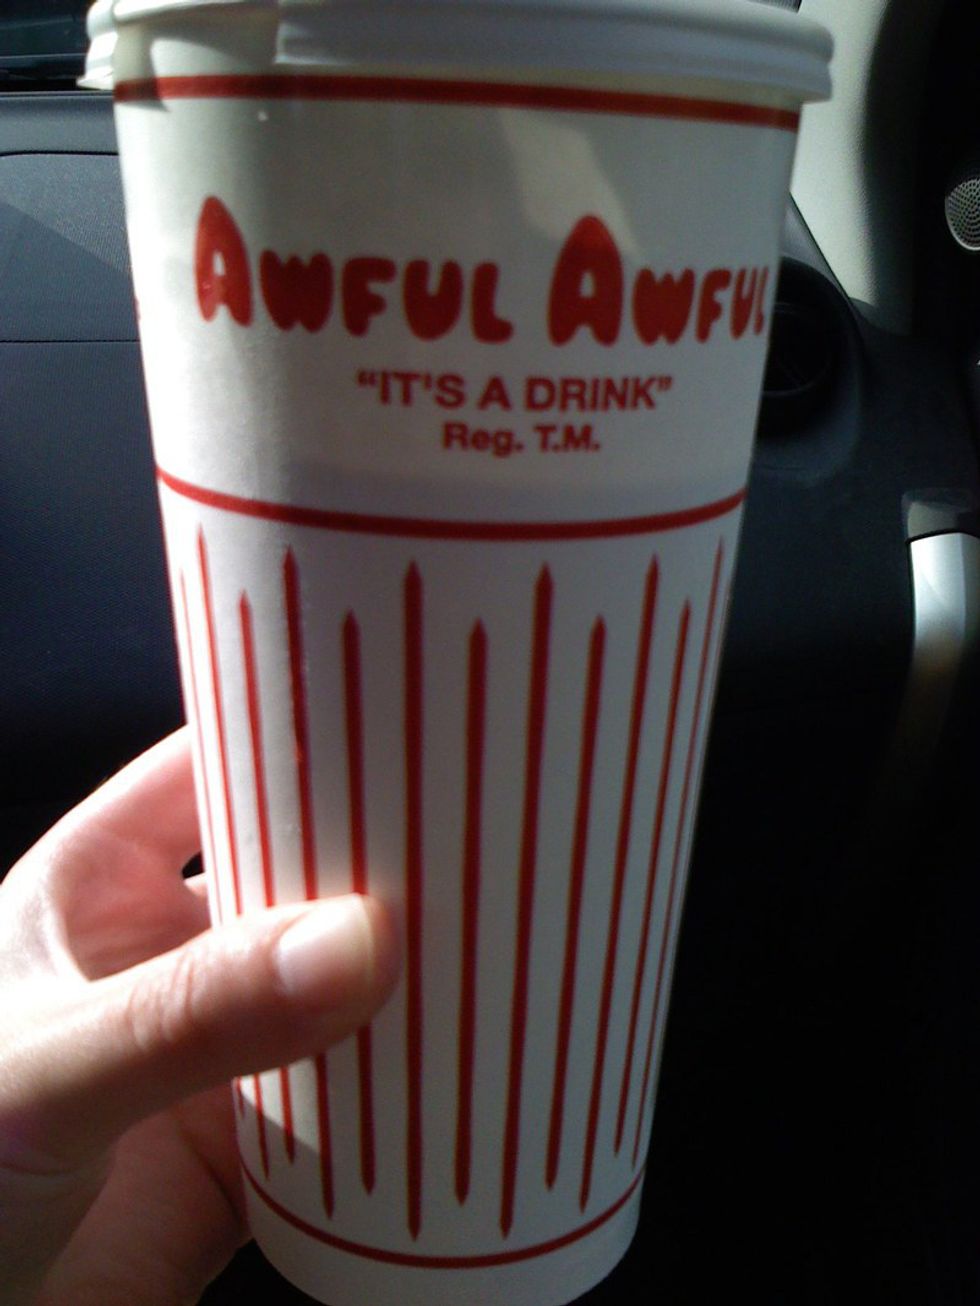 AWFUL AWFUL
“IT'S A DRINK”
Reg. T.M.